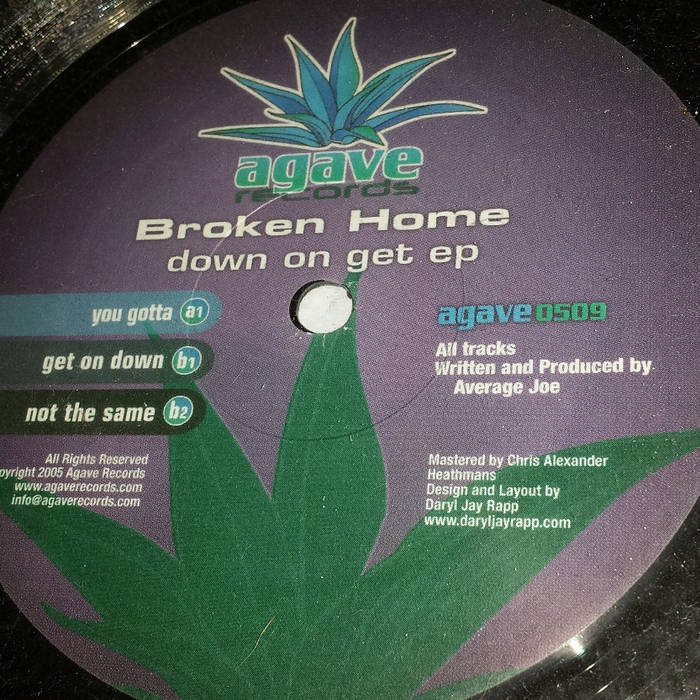 agave
records
Broken Home
down on get ep
you gotta a1
get on down b1
not the same b2
agave 0509
All tracks
Written and Produced by
Average Joe
All Rights Reserved
pyright 2005 Agave Records
www.agaverecords.com
info@agaverecords.com
Mastered by Chris Alexander
Heathmans
Design and Layout by
Daryl Jay Rapp
www.daryljayrapp.com